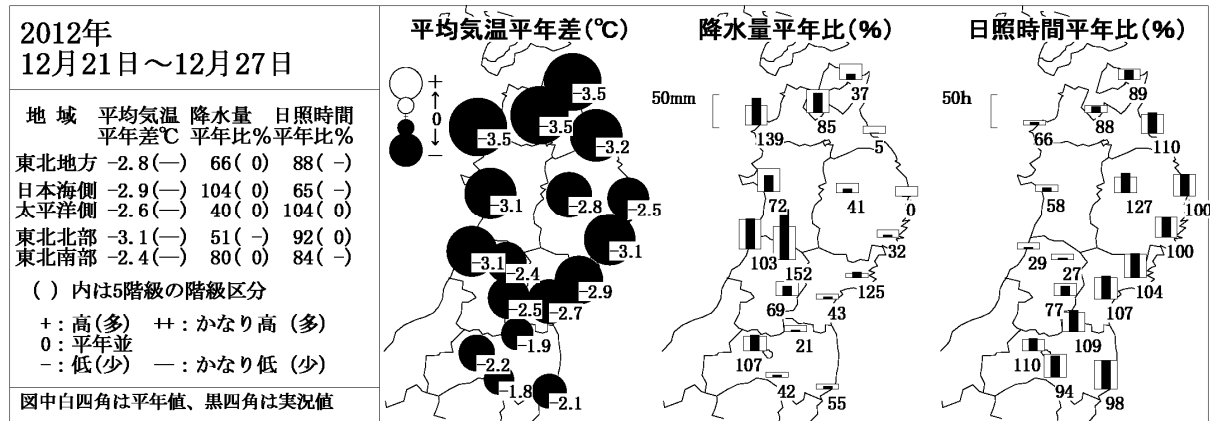 2012年
12月21日～12月27日
地 域 平均気温 降水量 日照時間
平年差℃ 平年比% 平年比%
東北地方 -2.8(—) 66( 0) 88( -)
日本海側 -2.9(—) 104( 0) 65( -)
太平洋側 -2.6(—) 40( 0) 104( 0)
東北北部 -3.1(—) 51( -) 92( 0)
東北南部 -2.4(—) 80( 0) 84( -)
( ) 内は5階級の階級区分
+：高(多) ++：かなり高 (多)
0：平年並
-：低(少) —：かなり低 (少)
図中白四角は平年値、黒四角は実況値
平均気温平年差(℃)
+
↑
0
↓
-
-3.5
-3.5
-3.5
-3.2
-3.1
-2.8
-2.5
-3.1
-3.1
-2.4
-2.9
-2.5
-2.7
-1.9
-2.2
-1.8
-2.1
降水量平年比(%)
50mm
37
139
85
5
72
41
0
32
103
152
125
69
43
21
107
42
55
日照時間平年比(%)
50h
89
66
88
110
58
127
100
100
29
27
104
77
107
109
110
94
98